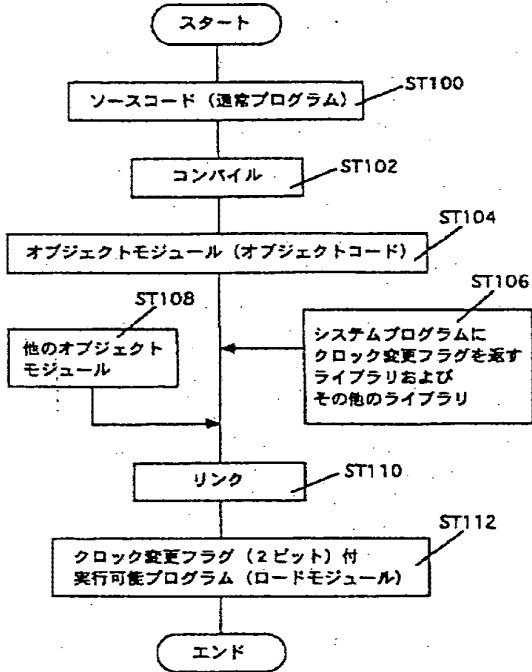 スタート
ソースコード（通常プログラム）
ST100
コンパイル
ST102
オブジェクトモジュール（オブジェクトコード）
ST104
ST106
システムプログラムに
クロック変更フラグを返す
ライブラリおよび
その他のライブラリ
ST108
他のオブジェクト
モジュール
リンク
ST110
ST112
クロック変更フラグ（2ビット）付
実行可能プログラム（ロードモジュール）
エンド